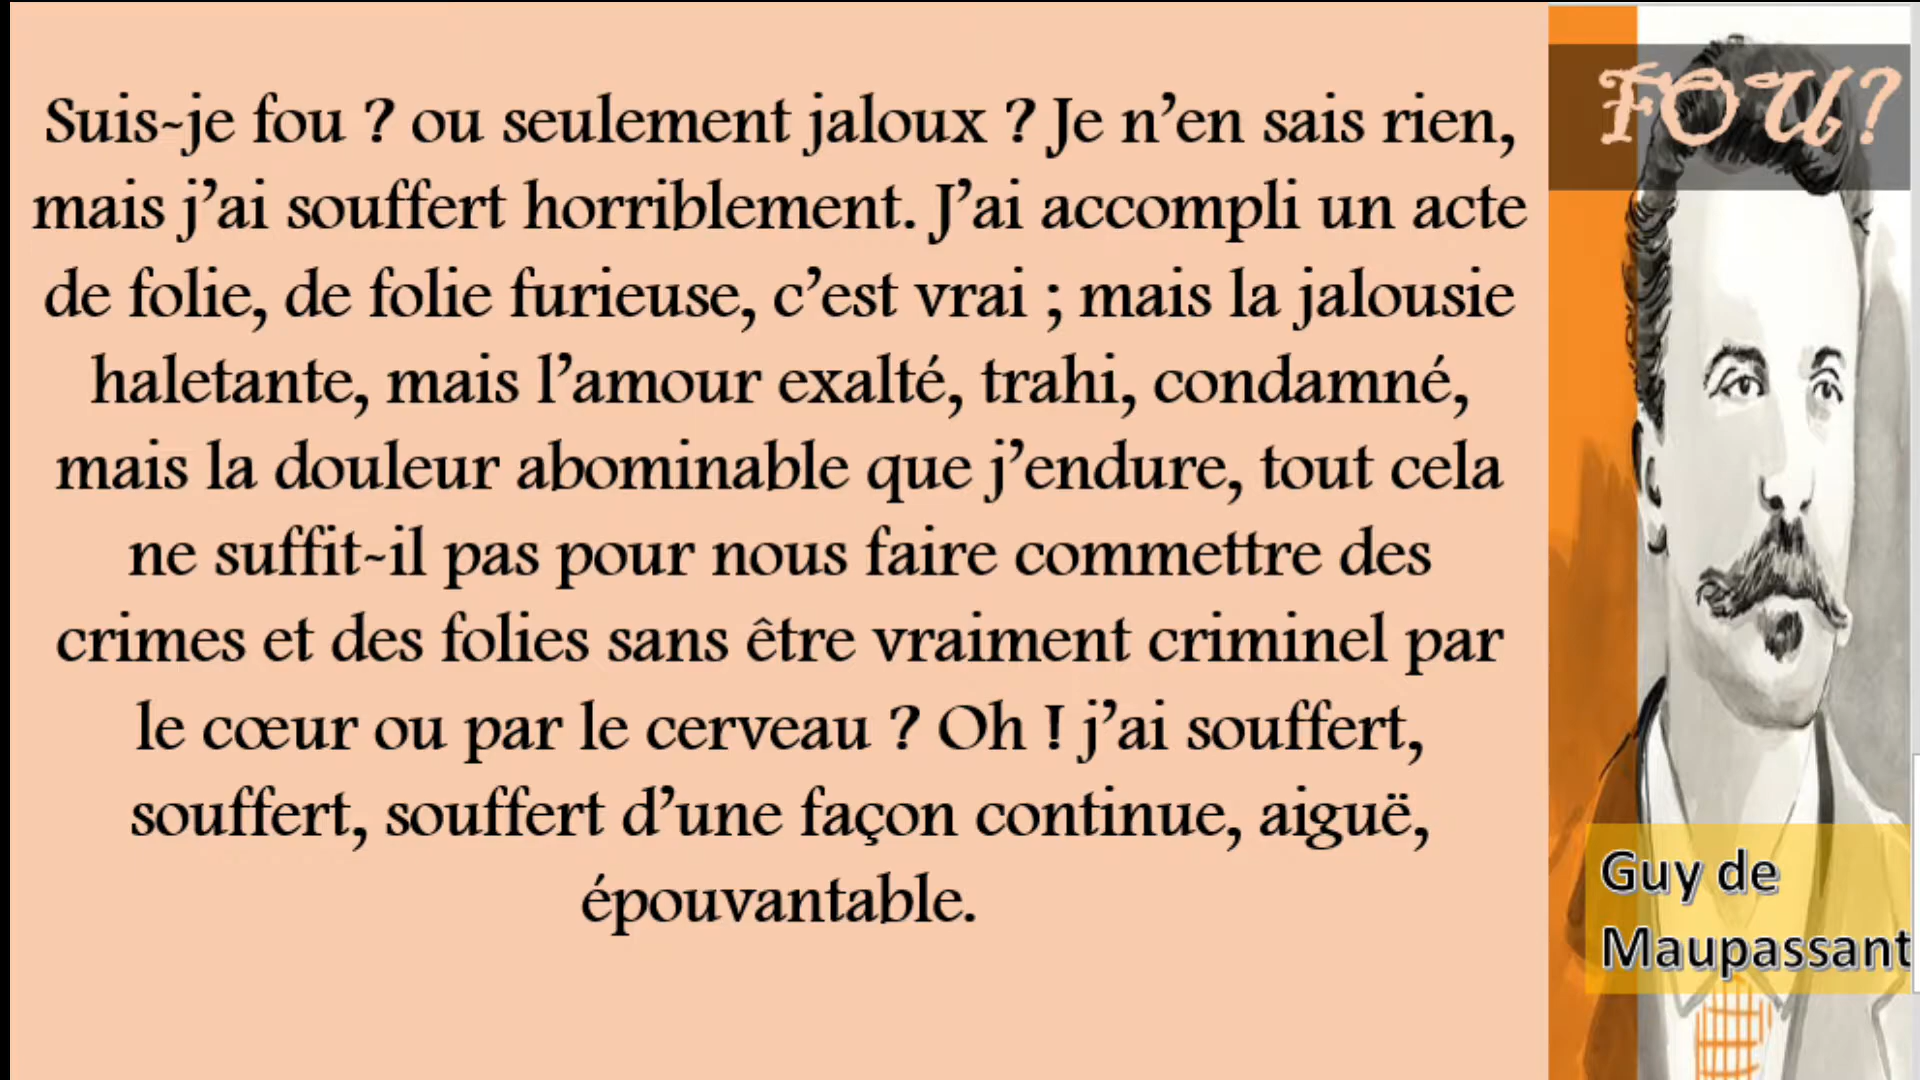 Suis-je fou ? ou seulement jaloux ? Je n’en sais rien,
mais j’ai souffert horriblement. J’ai accompli un acte
de folie, de folie furieuse, c’est vrai ; mais la jalousie
haletante, mais l’amour exalté, trahi, condamné,
mais la douleur abominable que j’endure, tout cela
ne suffit-il pas pour nous faire commettre des
crimes et des folies sans être vraiment criminel par
le cœur ou par le cerveau ? Oh ! j’ai souffert,
souffert, souffert d’une façon continue, aiguë,
épouvantable.
FOU?
Guy de
Maupassant